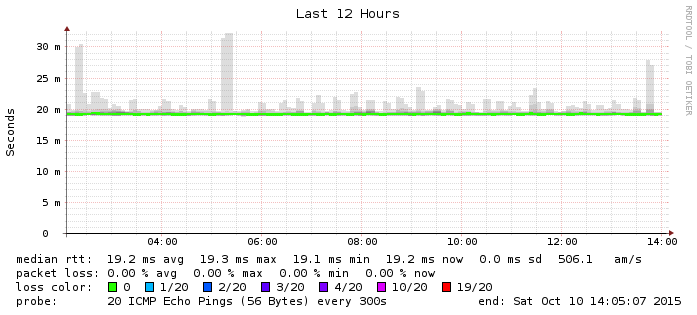 Last 12 Hours
RRDTOOL / TOBI OETIKER
Seconds
30 m
25 m
20 m
15 m
10 m
5 m
0
04:00 06:00 08:00 10:00 12:00 14:00
median rtt: 19.2 ms avg 19.3 ms max 19.1 ms min 19.2 ms now 0.0 ms sd 506.1 am/s
packet loss: 0.00 % avg 0.00 % max 0.00 % min 0.00 % now
loss color: 0 1/20 2/20 3/20 4/20 10/20 19/20
probe: 20 ICMP Echo Pings (56 Bytes) every 300s end: Sat Oct 10 14:05:07 2015